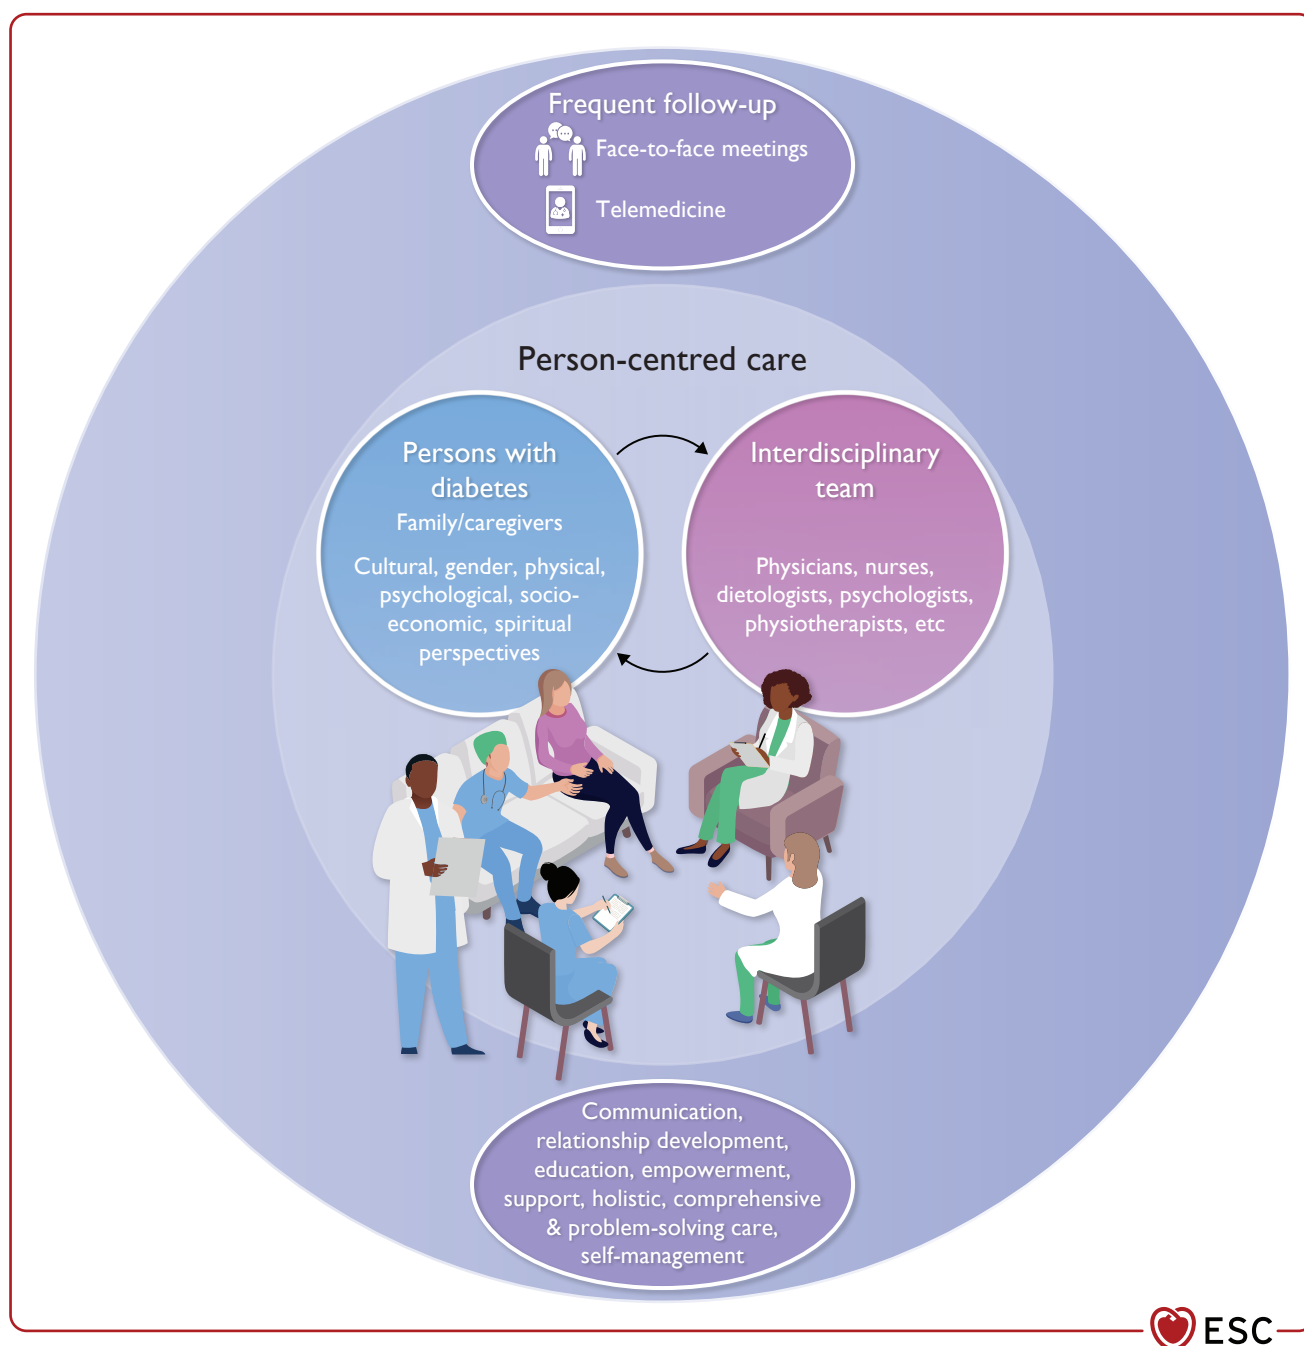 Frequent follow-up
Face-to-face meetings
Telemedicine
Person-centred care
Persons with
diabetes
Family/caregivers
Cultural, gender, physical,
psychological, socio-
economic, spiritual
perspectives
Interdisciplinary
team
Physicians, nurses,
dietologists, psychologists,
physiotherapists, etc
Communication,
relationship development,
education, empowerment,
support, holistic, comprehensive
& problem-solving care,
self-management
ESC